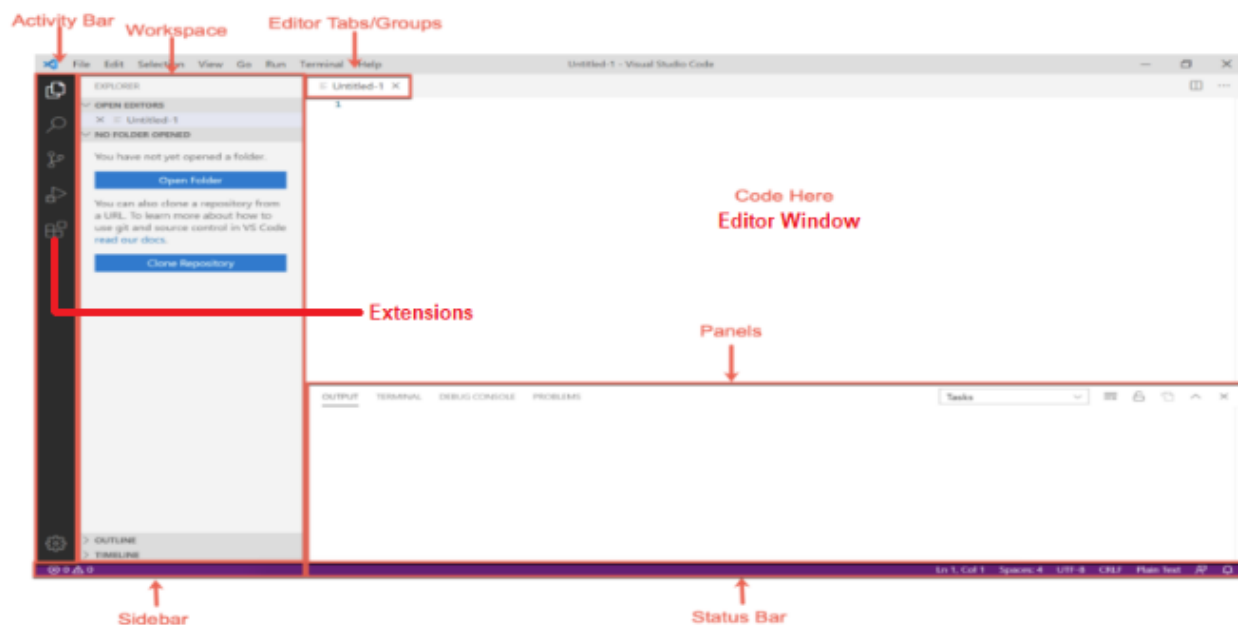 Activity Bar
Workspace
Editor Tabs/Groups
File Edit Selection View Go Run Terminal Help
Untitled-1 - Visual Studio Code
EXPLORER
Untitled-1
1
OPEN EDITORS
Untitled-1
NO FOLDER OPENED
You have not yet opened a folder.
Open Folder
You can also clone a repository from
a URL. To learn more about how to
use git and source control in VS Code
read our docs.
Clone Repository
Code Here
Editor Window
Extensions
Panels
OUTPUT TERMINAL DEBUG CONSOLE PROBLEMS
Tasks
OUTLINE
TIMELINE
0 0
Ln 1, Col 1 Spaces: 4 UTF-8 CRLF Plain Text
Sidebar
Status Bar